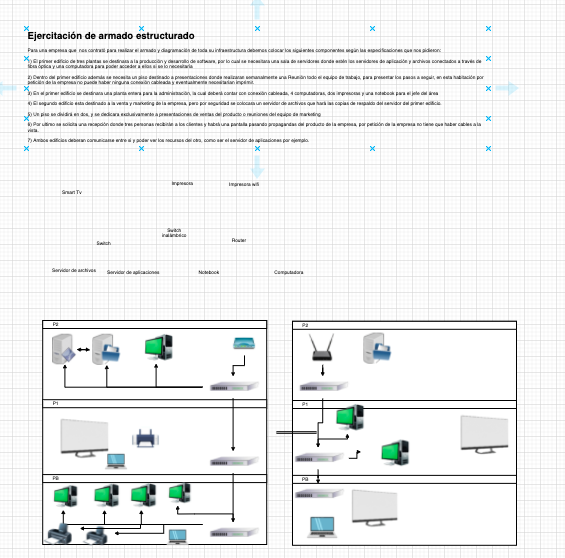 Ejercitación de armado estructurado
Para una empresa que nos contrató para realizar el armado y diagramación de toda su infraestructura debemos colocar los siguientes componentes según las especificaciones que nos pidieron:
1) El primer edificio de tres plantas se destinara a la producción y desarrollo de software, por lo cual se necesitara una sala de servidores donde estén los servidores de aplicación y archivos conectados a través de
fibra óptica y una computadora para poder acceder a ellos si se lo necesitaría
2) Dentro del primer edificio además se necesita un piso destinado a presentaciones donde realizaran semanalmente una Reunión todo el equipo de trabajo, para presentar los pasos a seguir, en esta habitación por
petición de la empresa no puede haber ninguna conexión cableada y eventualmente necesitarían imprimir.
3) En el primer edificio se destinara una planta entera para la administración, la cual deberá contar con conexión cableada, 4 computadoras, dos impresoras y una notebook para el jefe del área
4) El segundo edificio esta destinado a la venta y marketing de la empresa, pero por seguridad se colocara un servidor de archivos que hará las copias de respaldo del servidor del primer edificio.
5) Un piso se dividirá en dos, y se dedicara exclusivamente a presentaciones de ventas del producto o reuniones del equipo de marketing
6) Por ultimo se solicita una recepción donde tres personas recibirán a los clientes y habrá una pantalla pasando propagandas del producto de la empresa, por petición de la empresa no tiene que haber cables a la
vista.
7) Ambos edificios deberán comunicarse entre si y poder ver los recursos del otro, como ser el servidor de aplicaciones por ejemplo.
Impresora
Impresora wifi
Smart Tv
Switch
inalámbrico
Switch
Router
Servidor de archivos
Servidor de aplicaciones
Notebook
Computadora
P2
P2
P1
P1
PB
PB